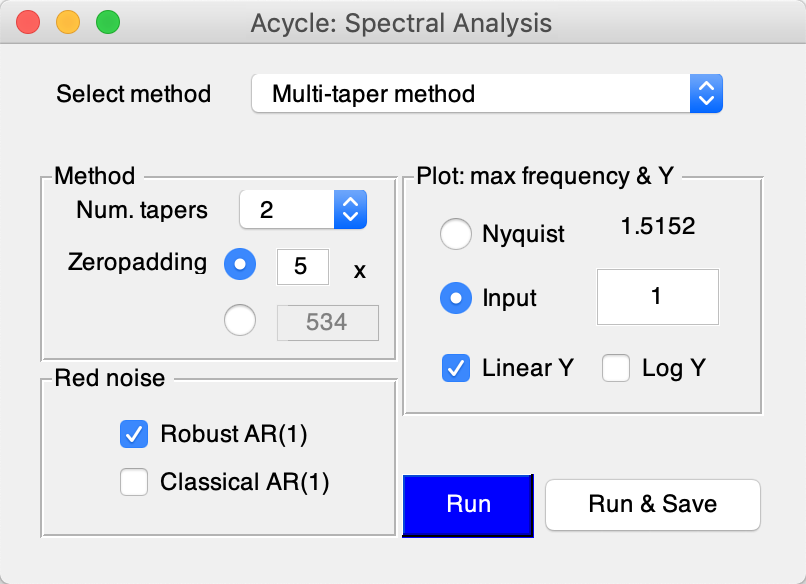 Acycle: Spectral Analysis
Select method Multi-taper method
Method
Num. tapers 2
Zeropadding 5 x
534
Red noise
Robust AR(1)
Classical AR(1)
Plot: max frequency & Y
Nyquist 1.5152
Input 1
Linear Y Log Y
Run Run & Save